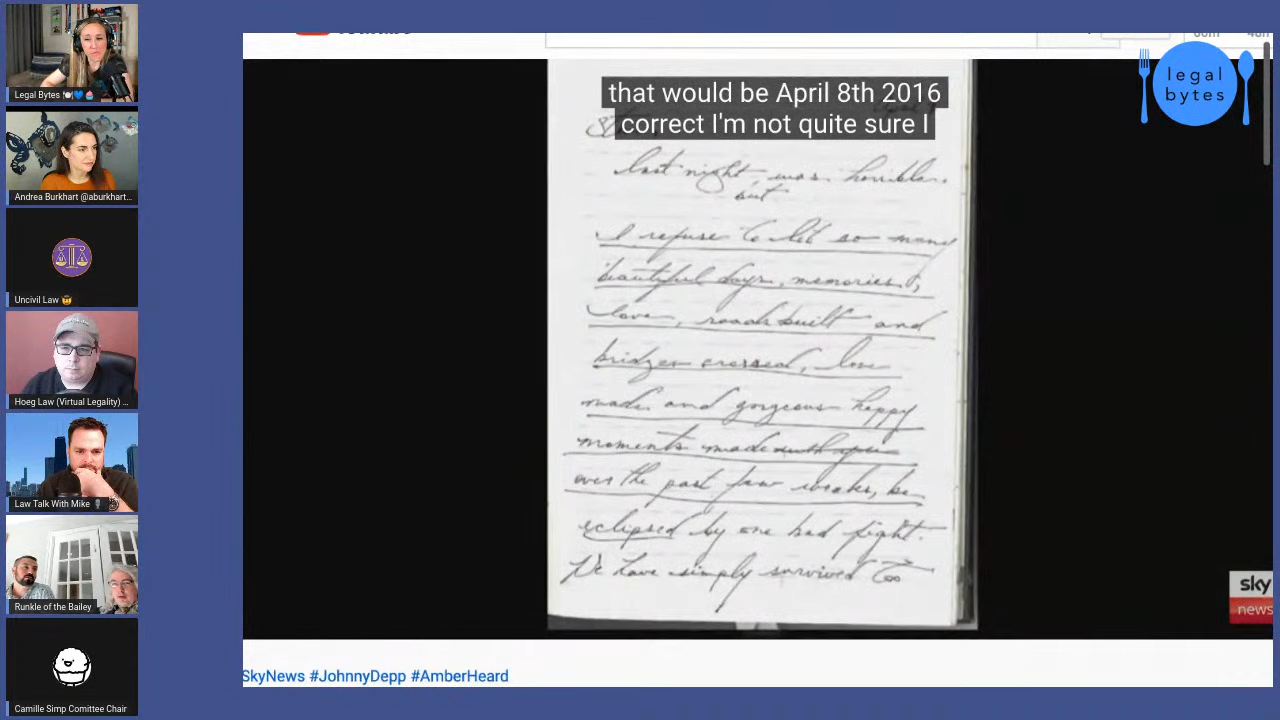 Legal Bytes 🍽️💙🧁
Andrea Burkhart @aburkhart...
Uncivil Law 🤠
Hoeg Law (Virtual Legality) ...
Law Talk With Mike
Runkle of the Bailey
Camille Simp Comittee Chair
that would be April 8th 2016
correct I'm not quite sure I
last night was horrible.
but
I refuse to let so many
beautiful days, memories,
love, roads built and
bridges crossed, love
made and gorgeous happy
moments made with you
over the past few weeks, be
eclipsed by one bad fight.
We have simply survived too
legal
bytes
sky
news
SkyNews #JohnnyDepp #AmberHeard